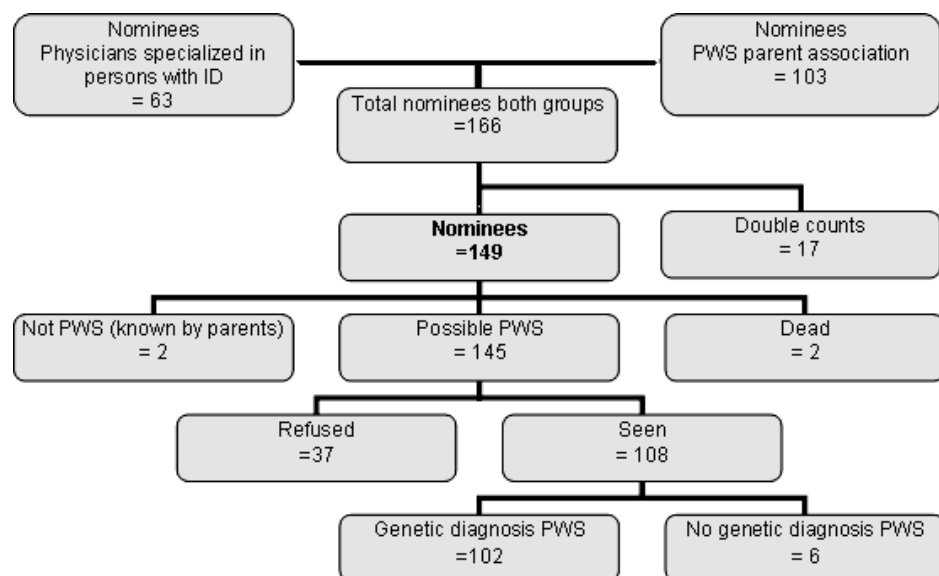 Nominees
Physicians specialized in
persons with ID
= 63
Nominees
PWS parent association
= 103
Total nominees both groups
=166
Nominees
=149
Double counts
= 17
Not PWS (known by parents)
= 2
Possible PWS
= 145
Dead
= 2
Refused
=37
Seen
= 108
Genetic diagnosis PWS
=102
No genetic diagnosis PWS
= 6